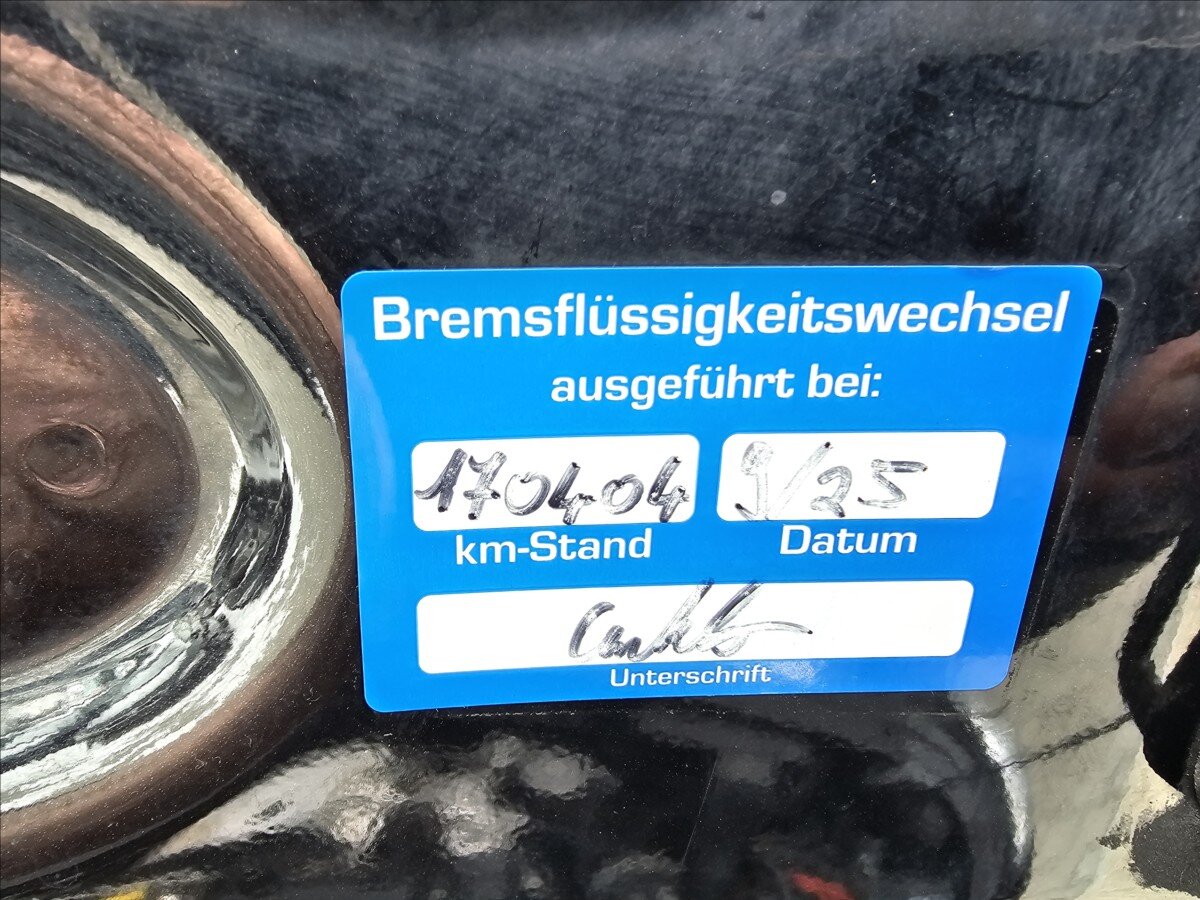 Bremsflüssigkeitswechsel
ausgeführt bei:
170404 9/25
km-Stand Datum
Unterschrift